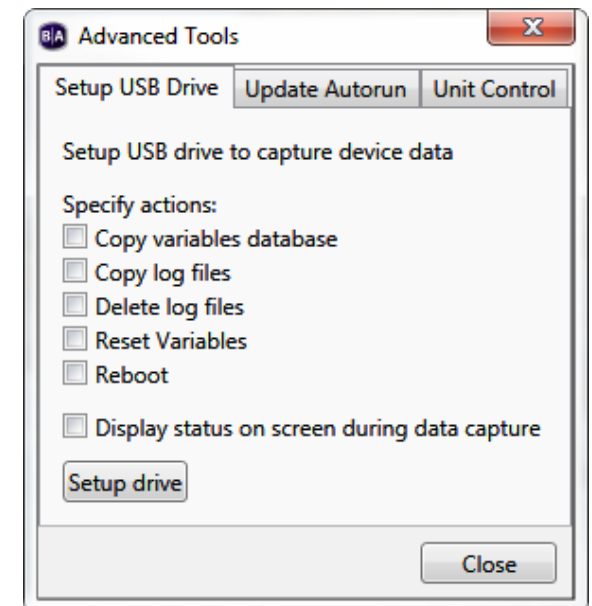 B|A Advanced Tools
Setup USB Drive Update Autorun Unit Control
Setup USB drive to capture device data
Specify actions:
Copy variables database
Copy log files
Delete log files
Reset Variables
Reboot
Display status on screen during data capture
Setup drive
Close